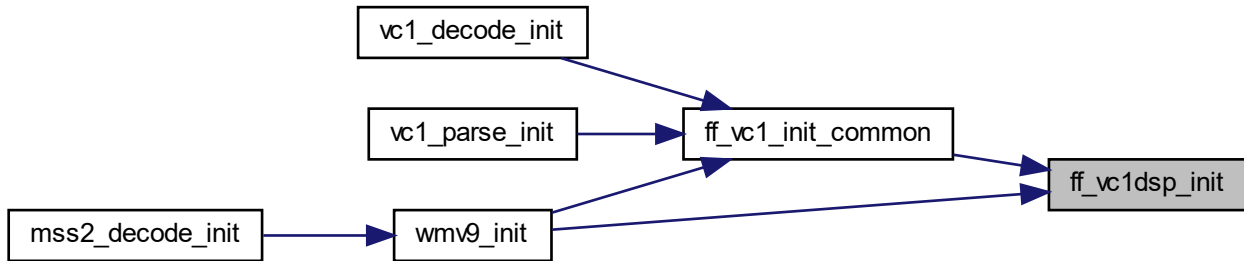 vc1_decode_init
vc1_parse_init
ff_vc1_init_common
ff_vc1dsp_init
mss2_decode_init
wmv9_init